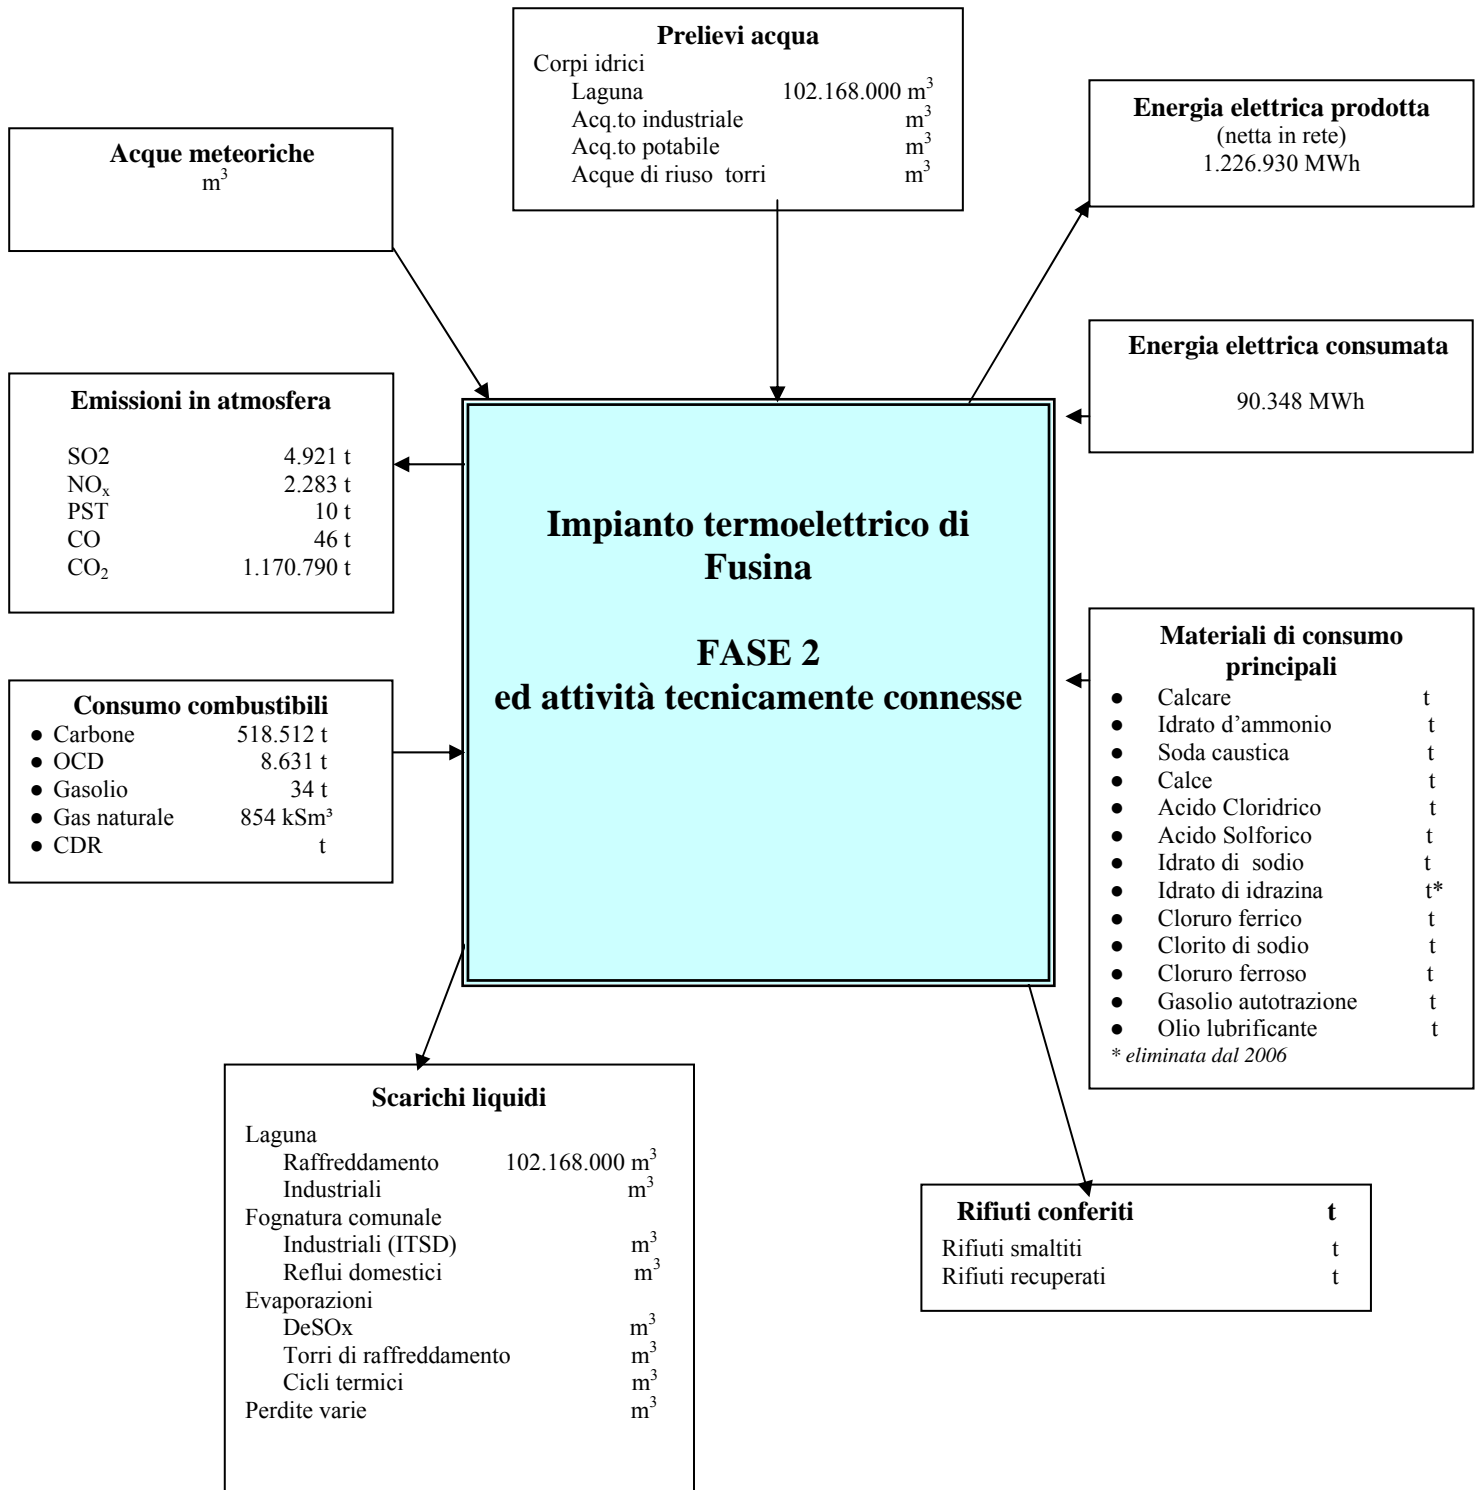 Prelievi acqua
Corpi idrici
Laguna 102.168.000 m³
Acq.to industriale m³
Acq.to potabile m³
Acque di riuso torri m³
Energia elettrica prodotta
(netta in rete)
1.226.930 MWh
Acque meteoriche
m³
Energia elettrica consumata
90.348 MWh
Emissioni in atmosfera
SO2 4.921 t
NOₓ 2.283 t
PST 10 t
CO 46 t
CO₂ 1.170.790 t
Impianto termoelettrico di
Fusina
FASE 2
ed attività tecnicamente connesse
Consumo combustibili
● Carbone 518.512 t
● OCD 8.631 t
● Gasolio 34 t
● Gas naturale 854 kSm³
● CDR t
Materiali di consumo
principali
● Calcare t
● Idrato d’ammonio t
● Soda caustica t
● Calce t
● Acido Cloridrico t
● Acido Solforico t
● Idrato di sodio t
● Idrato di idrazina t*
● Cloruro ferrico t
● Clorito di sodio t
● Cloruro ferroso t
● Gasolio autotrazione t
● Olio lubrificante t
* eliminata dal 2006
Scarichi liquidi
Laguna
Raffreddamento 102.168.000 m³
Industriali m³
Fognatura comunale
Industriali (ITSD) m³
Reflui domestici m³
Evaporazioni
DeSOx m³
Torri di raffreddamento m³
Cicli termici m³
Perdite varie m³
Rifiuti conferiti t
Rifiuti smaltiti t
Rifiuti recuperati t